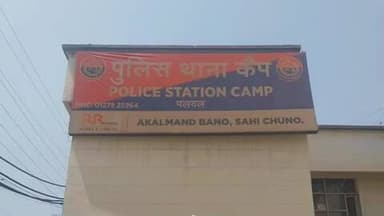 पुलिस थाना कैंप
POLICE STATION CAMP
पलवल
AKALMAND BANO, SAHI CHUNO.